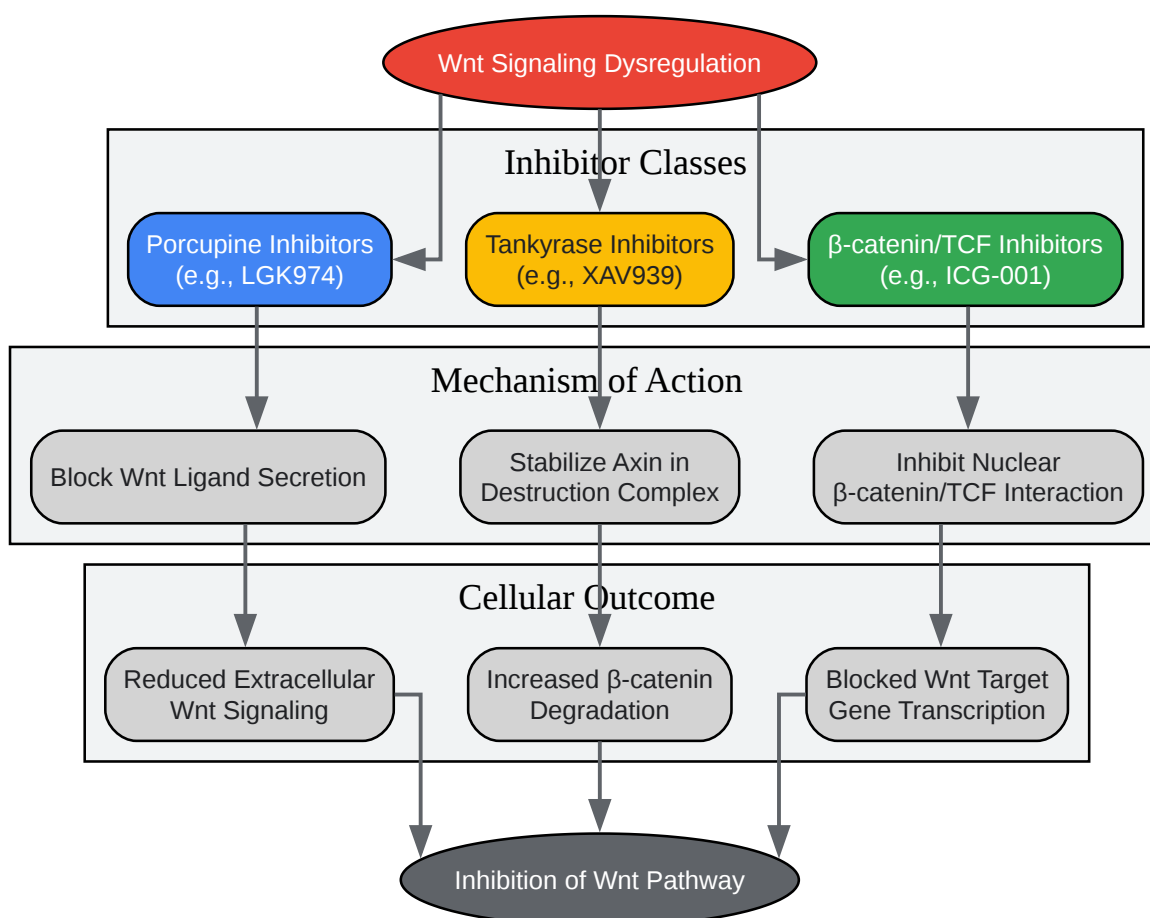 Wnt Signaling Dysregulation
Inhibitor Classes
Porcupine Inhibitors
(e.g., LGK974)
Tankyrase Inhibitors
(e.g., XAV939)
β-catenin/TCF Inhibitors
(e.g., ICG-001)
Mechanism of Action
Block Wnt Ligand Secretion
Stabilize Axin in
Destruction Complex
Inhibit Nuclear
β-catenin/TCF Interaction
Cellular Outcome
Reduced Extracellular
Wnt Signaling
Increased β-catenin
Degradation
Blocked Wnt Target
Gene Transcription
Inhibition of Wnt Pathway